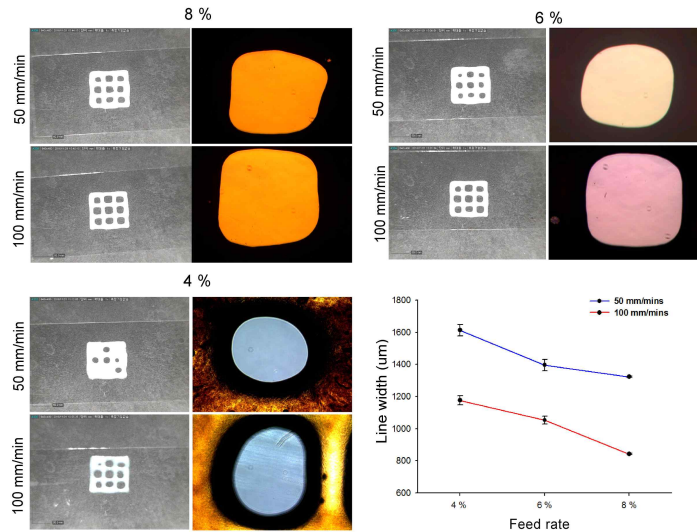 8 %
6 %
50 mm/min
50 mm/min
100 mm/min
100 mm/min
4 %
50 mm/min
100 mm/min
1800
1600
1400
1200
1000
800
600
Line width (um)
50 mm/mins
100 mm/mins
4 %
6 %
8 %
Feed rate